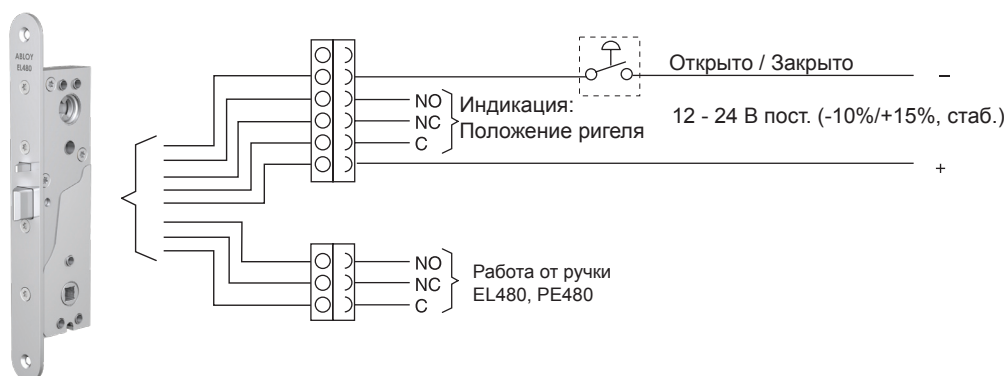 ABLOY
EL480
Открыто / Закрыто
–
NO
NC
C
Индикация:
Положение ригеля
12 - 24 В пост. (-10%/+15%, стаб.)
+
NO
NC
C
Работа от ручки
EL480, PE480